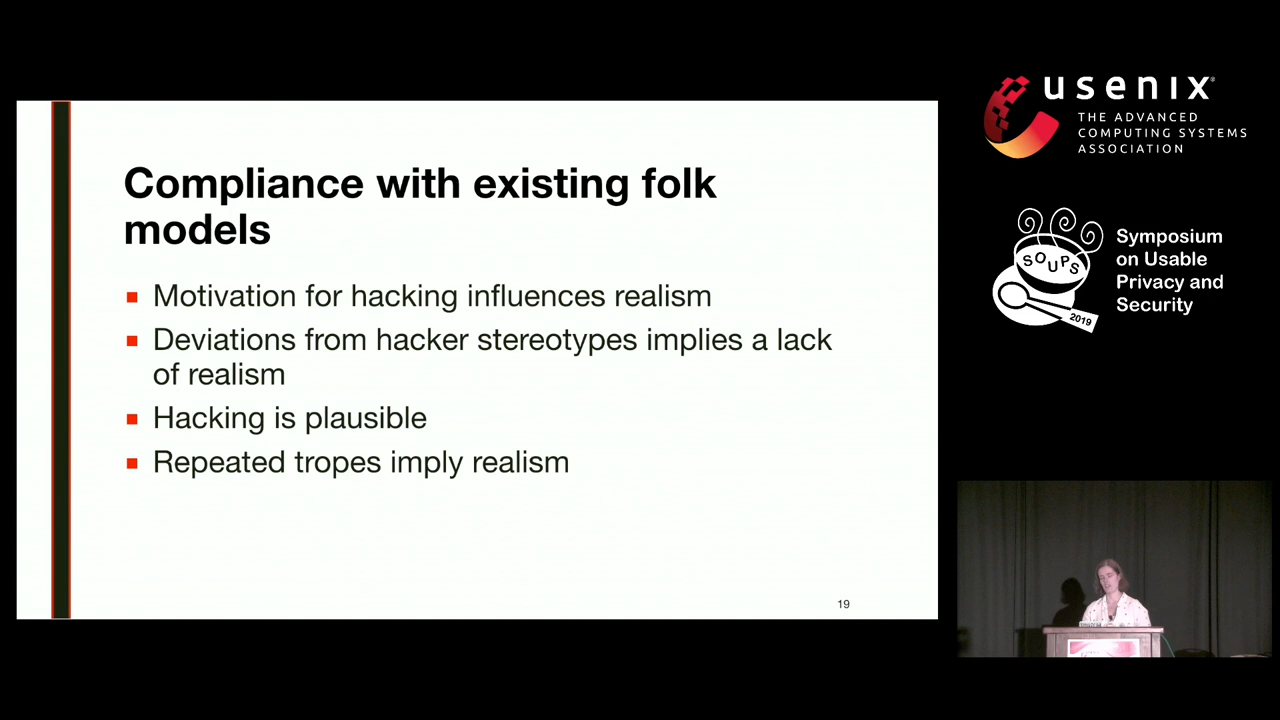 Compliance with existing folk
models
Motivation for hacking influences realism
Deviations from hacker stereotypes implies a lack
of realism
Hacking is plausible
Repeated tropes imply realism
19
usenix
THE ADVANCED
COMPUTING SYSTEMS
ASSOCIATION
SOUPS
2019
Symposium
on Usable
Privacy and
Security
usenix